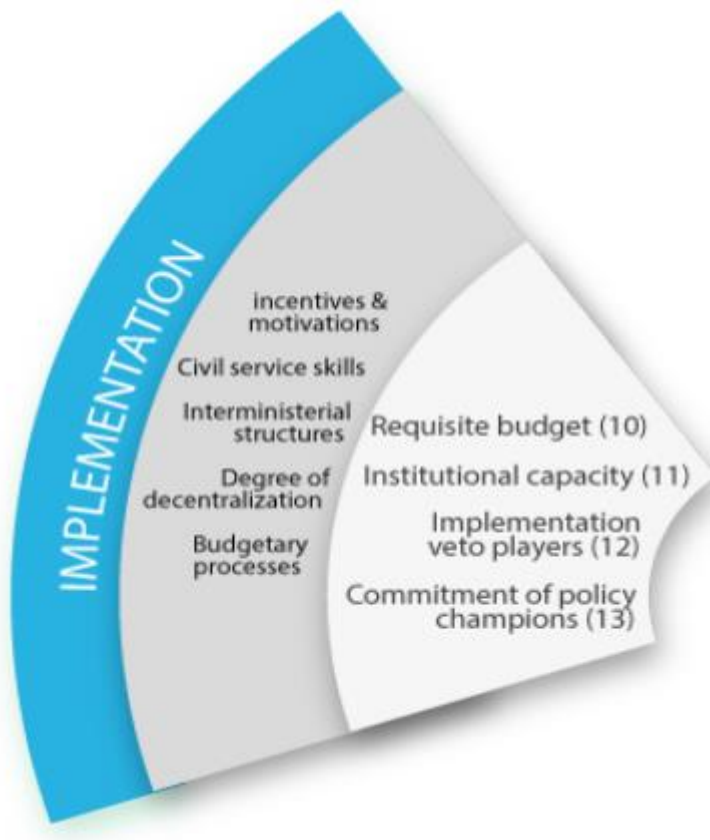 IMPLEMENTATION
incentives &
motivations
Civil service skills
Interministerial
structures
Degree of
decentralization
Budgetary
processes
Requisite budget (10)
Institutional capacity (11)
Implementation
veto players (12)
Commitment of policy
champions (13)